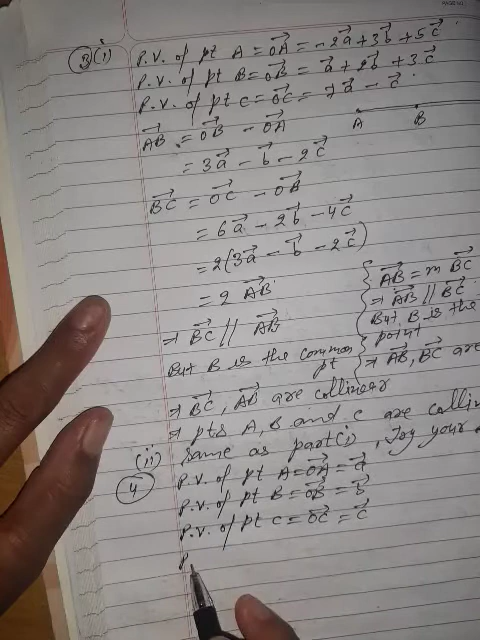 ③(i) P.V. of pt A = OA⃗ = -2a⃗ + 3b⃗ + 5c⃗
P.V. of pt B = OB⃗ = a⃗ + 2b⃗ + 3c⃗
P.V. of pt C = OC⃗ = 7a⃗ - c⃗
A B
AB⃗ = OB⃗ - OA⃗
= 3a⃗ - b⃗ - 2c⃗
BC⃗ = OC⃗ - OB⃗
= 6a⃗ - 2b⃗ - 4c⃗
= 2(3a⃗ - b⃗ - 2c⃗)
= 2 AB⃗
⇒ BC⃗ // AB⃗
But B is the common pt
⇒ BC⃗, AB⃗ are collinear
AB⃗ = m BC⃗
⇒ AB⃗ // BC⃗
But B is the
point
⇒ AB⃗, BC⃗ are
⇒ pts A, B and C are collin
(ii) same as part(i), Try your
④ P.V. of pt A = OA⃗ = a⃗
P.V. of pt B = OB⃗ = b⃗
P.V. of pt C = OC⃗ = c⃗
P